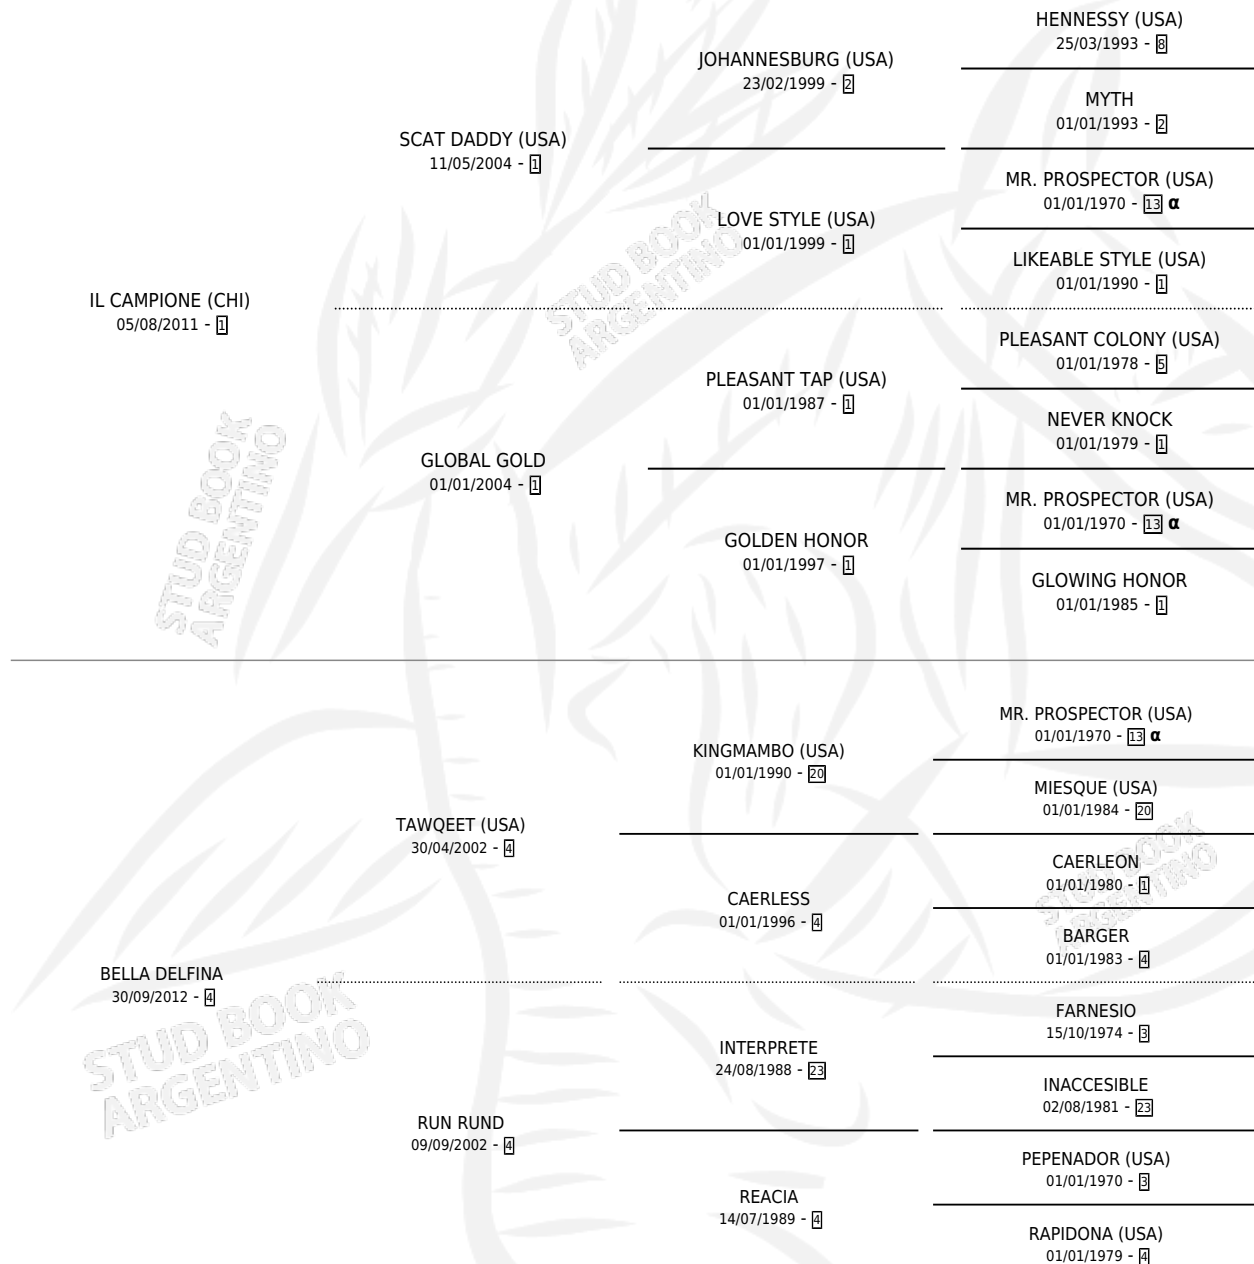 HENNESSY (USA)
25/03/1993 - 8
JOHANNESBURG (USA)
23/02/1999 - 2
MYTH
01/01/1993 - 2
SCAT DADDY (USA)
11/05/2004 - 1
MR. PROSPECTOR (USA)
01/01/1970 - 13 α
LOVE STYLE (USA)
01/01/1999 - 1
LIKEABLE STYLE (USA)
01/01/1990 - 1
IL CAMPIONE (CHI)
05/08/2011 - 1
PLEASANT COLONY (USA)
01/01/1978 - 5
PLEASANT TAP (USA)
01/01/1987 - 1
NEVER KNOCK
01/01/1979 - 1
GLOBAL GOLD
01/01/2004 - 1
MR. PROSPECTOR (USA)
01/01/1970 - 13 α
GOLDEN HONOR
01/01/1997 - 1
GLOWING HONOR
01/01/1985 - 1
MR. PROSPECTOR (USA)
01/01/1970 - 13 α
KINGMAMBO (USA)
01/01/1990 - 20
MIESQUE (USA)
01/01/1984 - 20
TAWQEET (USA)
30/04/2002 - 4
CAERLEON
01/01/1980 - 1
CAERLESS
01/01/1996 - 4
BARGER
01/01/1983 - 4
BELLA DELFINA
30/09/2012 - 4
FARNESIO
15/10/1974 - 3
INTERPRETE
24/08/1988 - 23
INACCESIBLE
02/08/1981 - 23
RUN RUND
09/09/2002 - 4
PEPENADOR (USA)
01/01/1970 - 3
REACIA
14/07/1989 - 4
RAPIDONA (USA)
01/01/1979 - 4
STUD BOOK
ARGENTINO
STUD BOOK
ARGENTINO
STUD BOOK
ARGENTINO
STUD BOOK
ARGENTINO